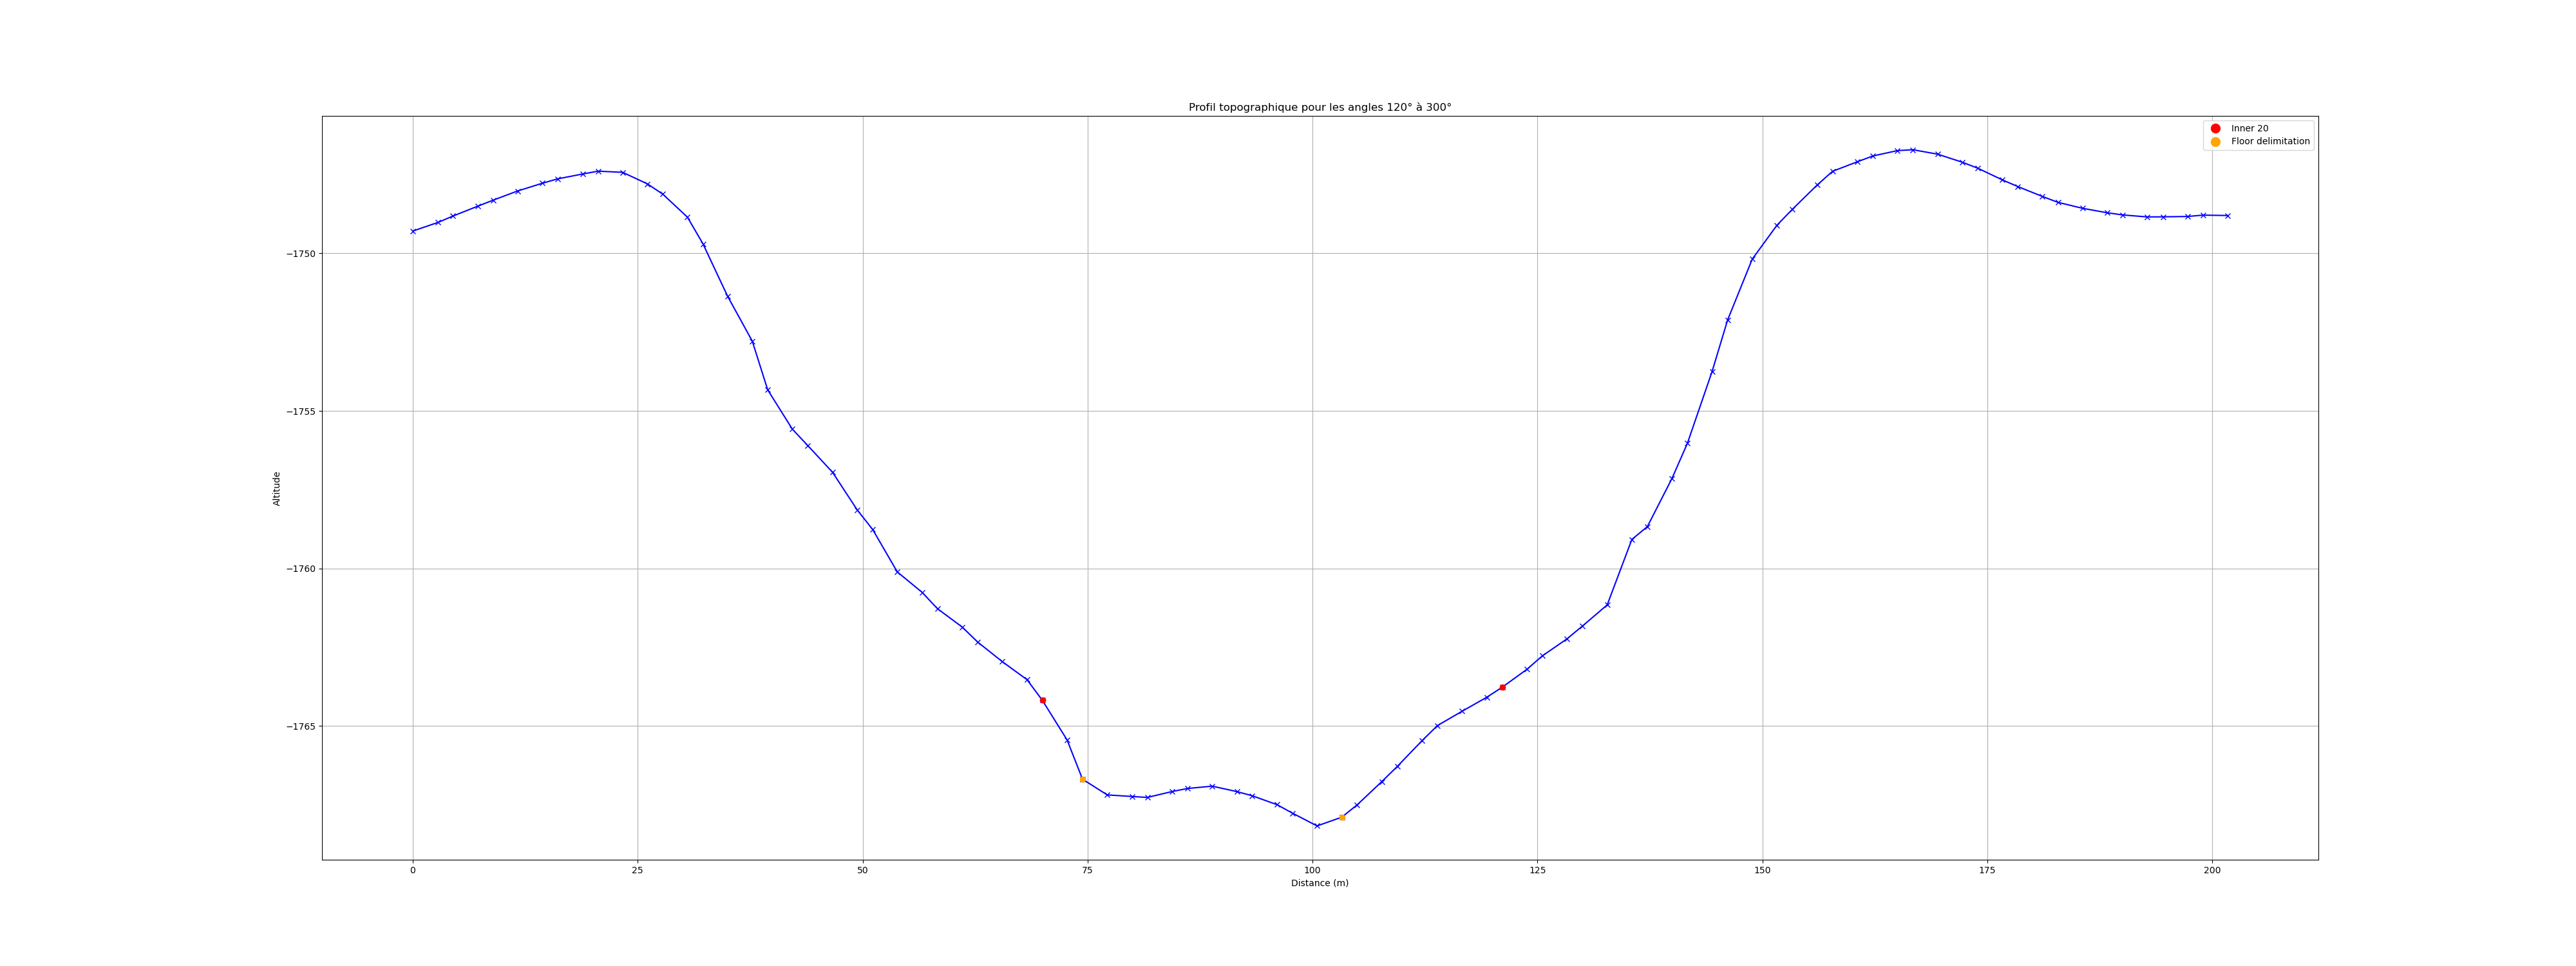 Profil topographique pour les angles 120° à 300°
Inner 20
Floor delimitation
Altitude
−1750
−1755
−1760
−1765
0
25
50
75
100
125
150
175
200
Distance (m)